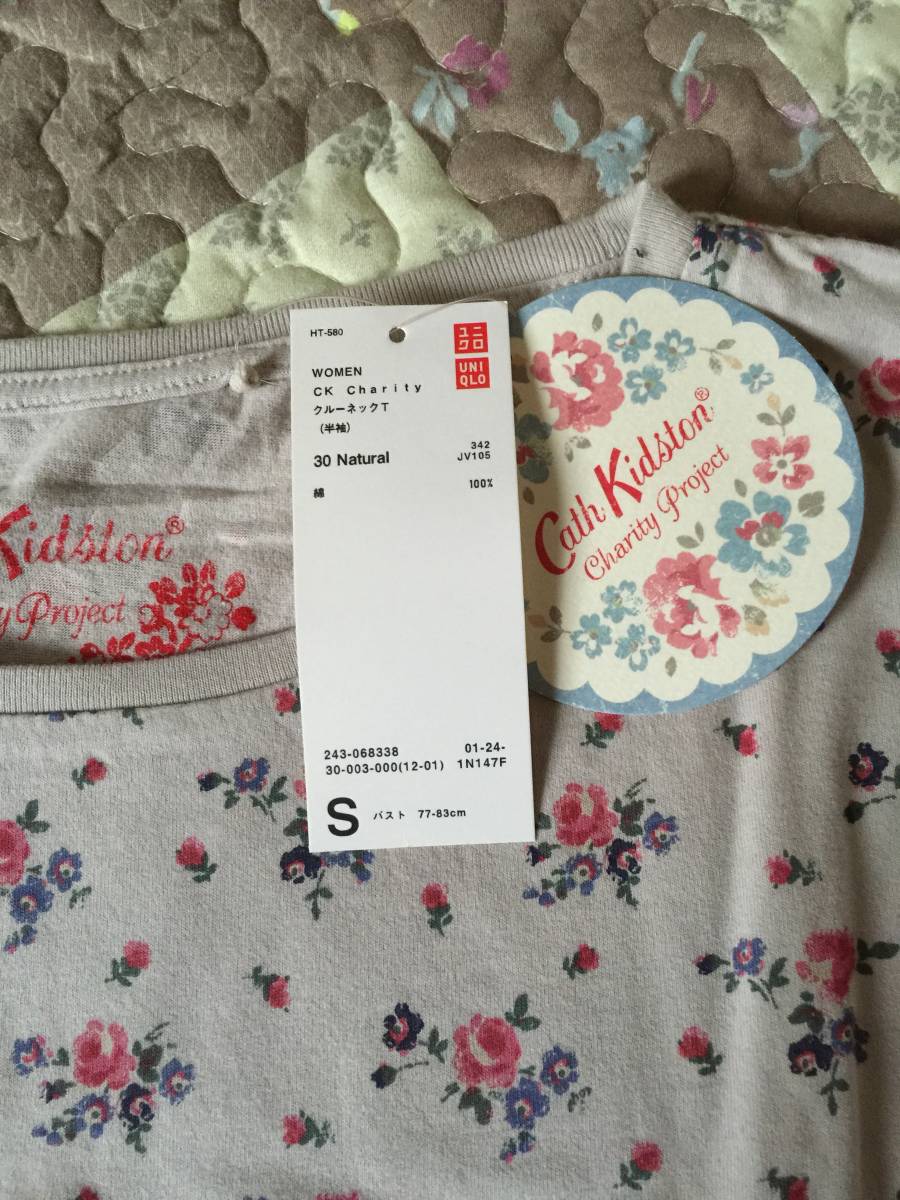 HT-580
ユニ
クロ
UNI
QLO
WOMEN
CK Charity
クルーネックT
(半袖)
30 Natural
342
JV105
綿 100%
243-068338 01-24-
30-003-000(12-01) 1N147F
S バスト 77-83cm
Cath Kidston®
Charity Project
Kidston®
Project